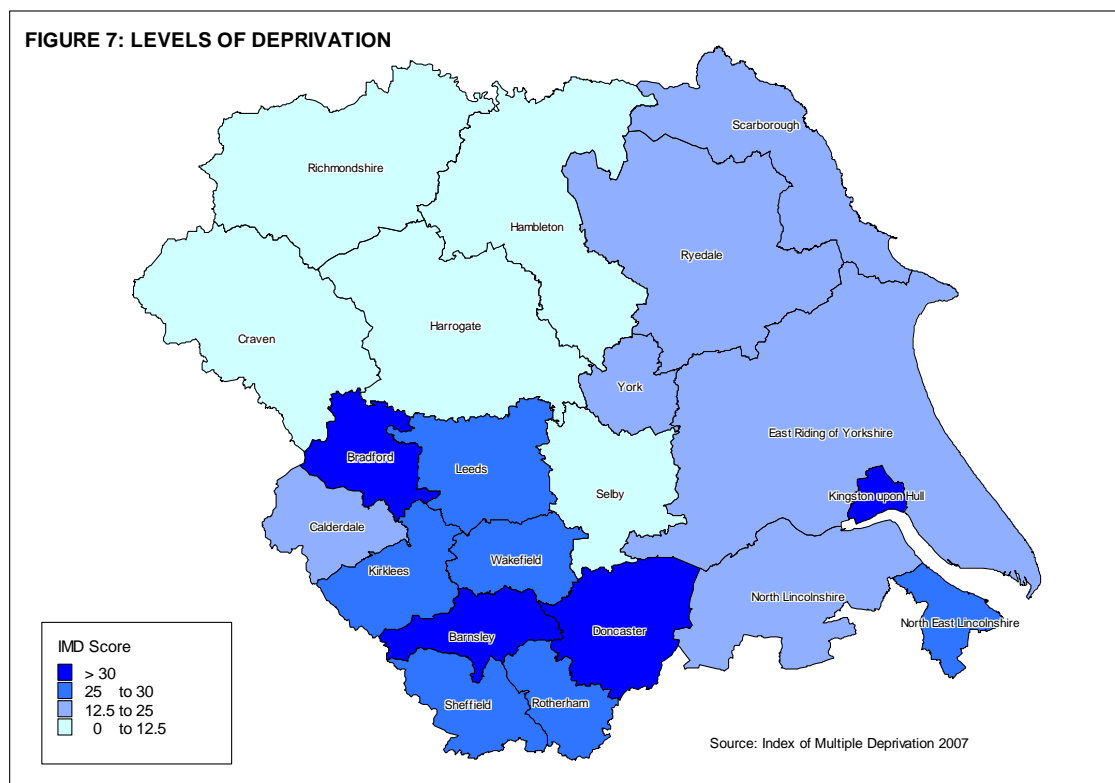 FIGURE 7: LEVELS OF DEPRIVATION
Scarborough
Richmondshire
Hambleton
Ryedale
Harrogate
Craven
York
East Riding of Yorkshire
Bradford
Leeds
Selby
Kingston upon Hull
Calderdale
Wakefield
Kirklees
North Lincolnshire
North East Lincolnshire
Barnsley
Doncaster
Sheffield
Rotherham
IMD Score
> 30
25 to 30
12.5 to 25
0 to 12.5
Source: Index of Multiple Deprivation 2007